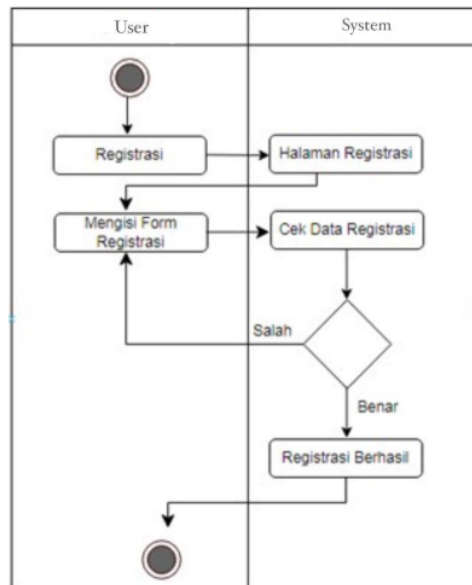 User
System
Registrasi
Halaman Registrasi
Mengisi Form
Registrasi
Cek Data Registrasi
Salah
Benar
Registrasi Berhasil